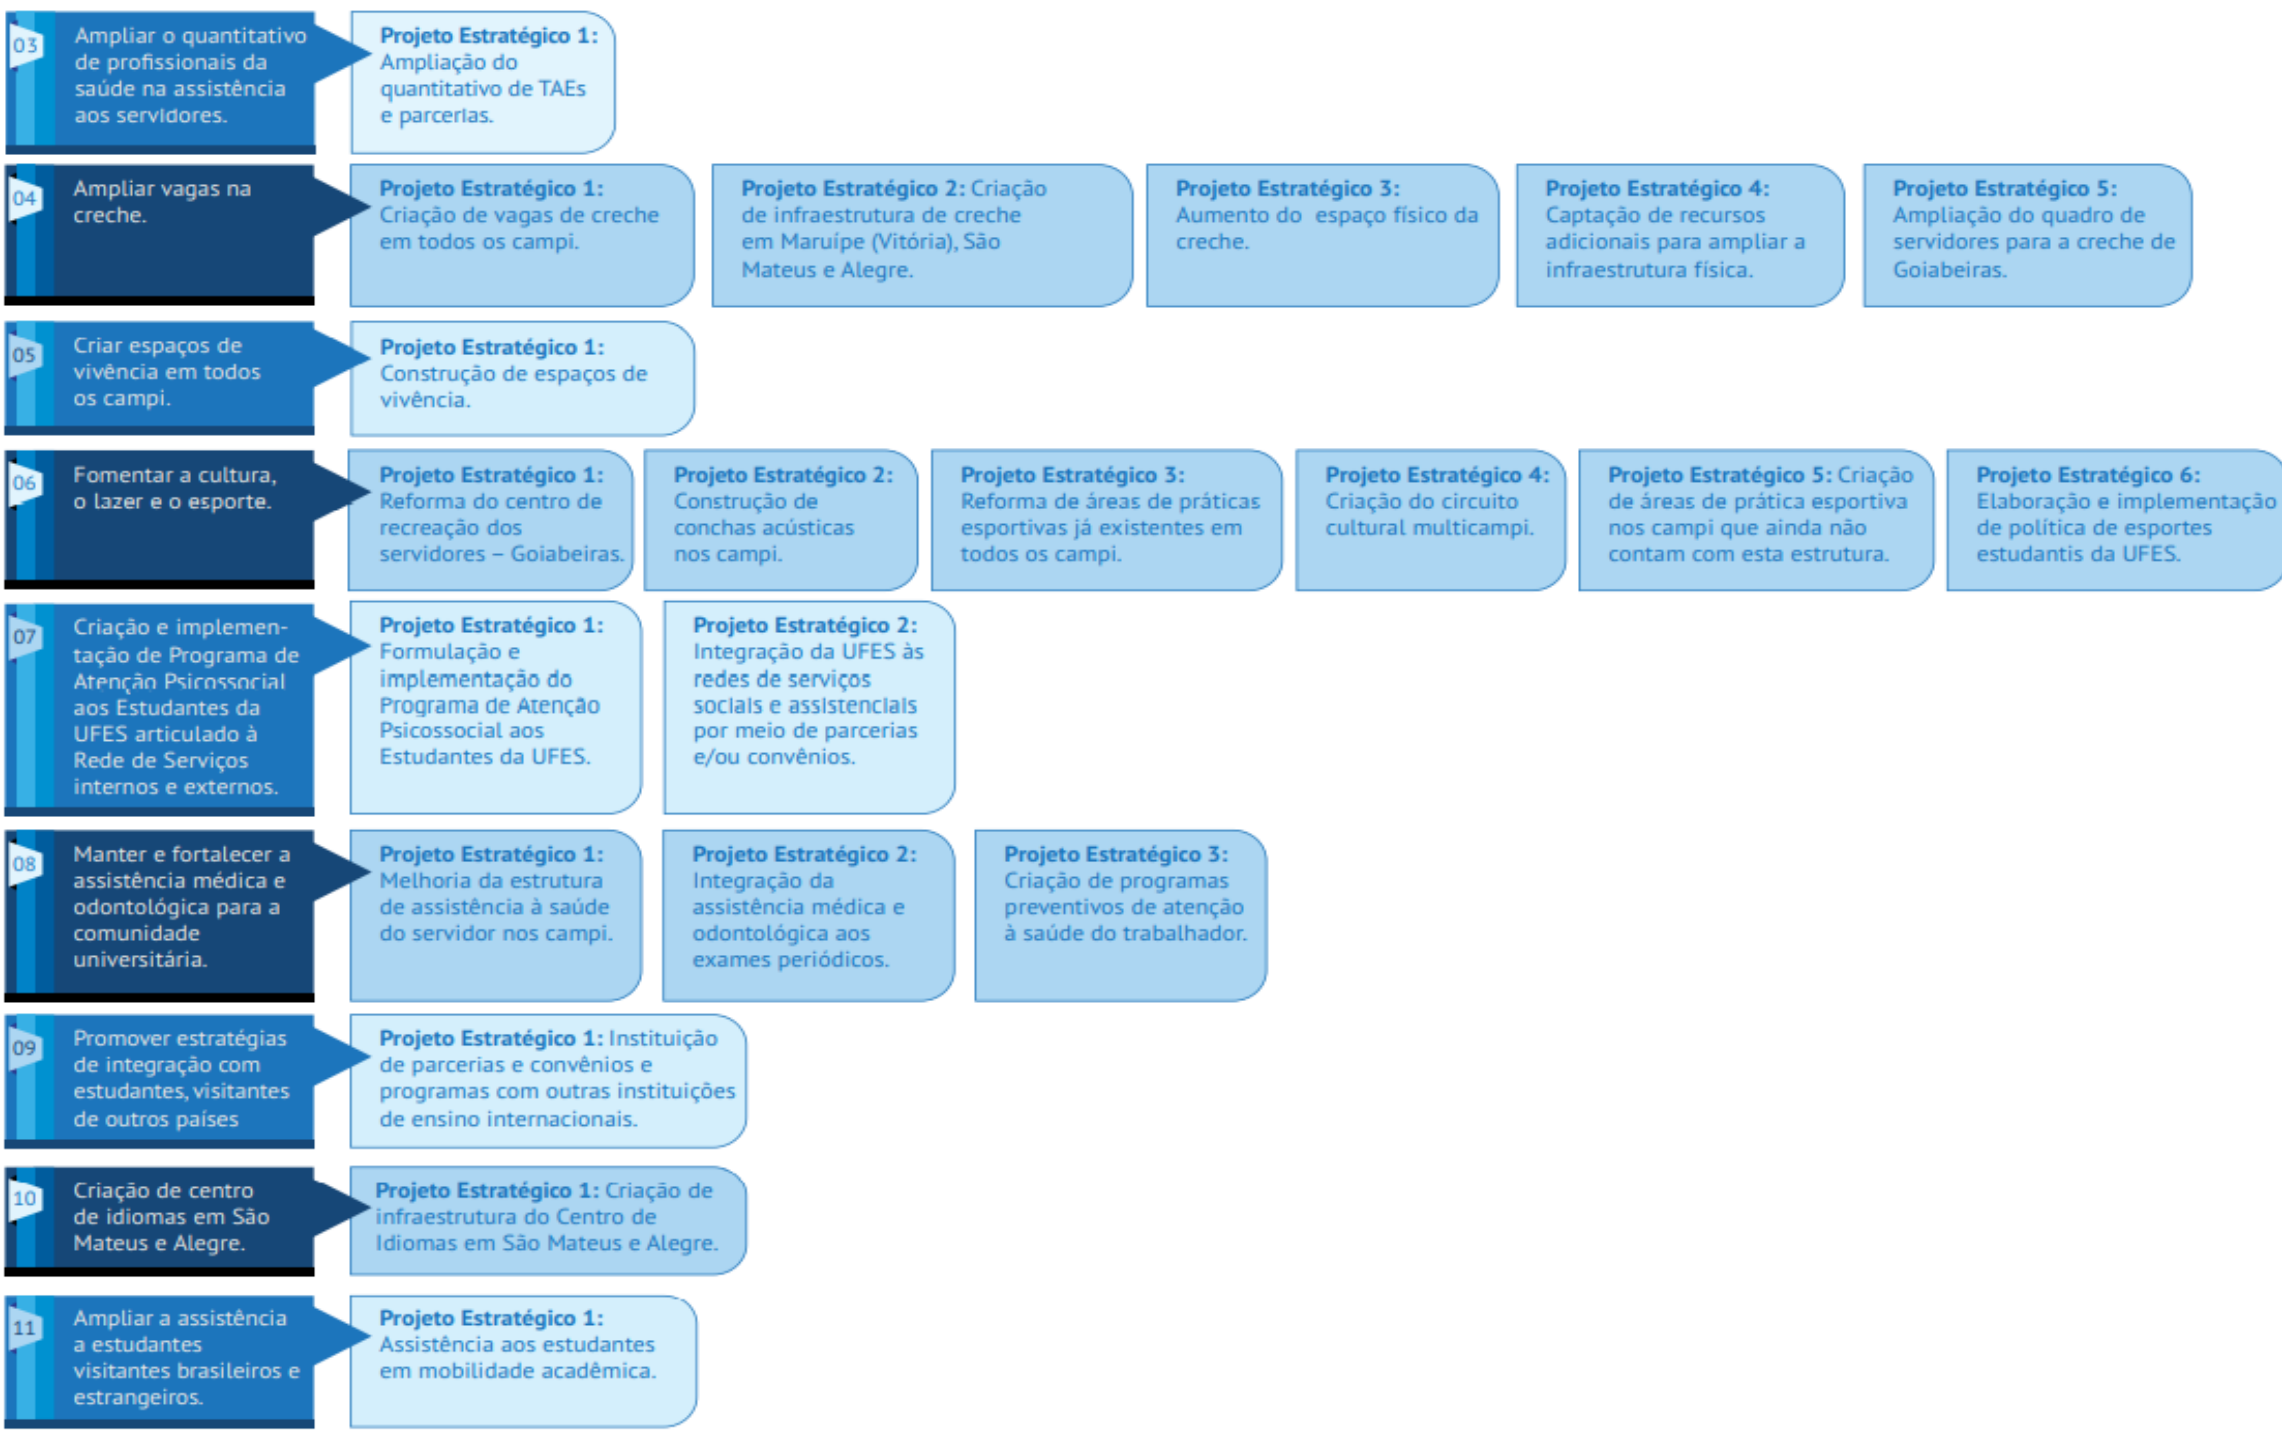 03
Ampliar o quantitativo
de profissionais da
saúde na assistência
aos servidores.
Projeto Estratégico 1:
Ampliação do
quantitativo de TAEs
e parcerias.
04
Ampliar vagas na
creche.
Projeto Estratégico 1:
Criação de vagas de creche
em todos os campi.
Projeto Estratégico 2: Criação
de infraestrutura de creche
em Maruípe (Vitória), São
Mateus e Alegre.
Projeto Estratégico 3:
Aumento do espaço físico da
creche.
Projeto Estratégico 4:
Captação de recursos
adicionais para ampliar a
infraestrutura física.
Projeto Estratégico 5:
Ampliação do quadro de
servidores para a creche de
Goiabeiras.
05
Criar espaços de
vivência em todos
os campi.
Projeto Estratégico 1:
Construção de espaços de
vivência.
06
Fomentar a cultura,
o lazer e o esporte.
Projeto Estratégico 1:
Reforma do centro de
recreação dos
servidores – Goiabeiras.
Projeto Estratégico 2:
Construção de
conchas acústicas
nos campi.
Projeto Estratégico 3:
Reforma de áreas de práticas
esportivas já existentes em
todos os campi.
Projeto Estratégico 4:
Criação do circuito
cultural multicampi.
Projeto Estratégico 5: Criação
de áreas de prática esportiva
nos campi que ainda não
contam com esta estrutura.
Projeto Estratégico 6:
Elaboração e implementação
de política de esportes
estudantis da UFES.
07
Criação e implemen-
tação de Programa de
Atenção Psicossocial
aos Estudantes da
UFES articulado à
Rede de Serviços
internos e externos.
Projeto Estratégico 1:
Formulação e
implementação do
Programa de Atenção
Psicossocial aos
Estudantes da UFES.
Projeto Estratégico 2:
Integração da UFES às
redes de serviços
sociais e assistenciais
por meio de parcerias
e/ou convênios.
08
Manter e fortalecer a
assistência médica e
odontológica para a
comunidade
universitária.
Projeto Estratégico 1:
Melhoria da estrutura
de assistência à saúde
do servidor nos campi.
Projeto Estratégico 2:
Integração da
assistência médica e
odontológica aos
exames periódicos.
Projeto Estratégico 3:
Criação de programas
preventivos de atenção
à saúde do trabalhador.
09
Promover estratégias
de integração com
estudantes, visitantes
de outros países
Projeto Estratégico 1: Instituição
de parcerias e convênios e
programas com outras instituições
de ensino internacionais.
10
Criação de centro
de idiomas em São
Mateus e Alegre.
Projeto Estratégico 1: Criação de
infraestrutura do Centro de
Idiomas em São Mateus e Alegre.
11
Ampliar a assistência
a estudantes
visitantes brasileiros e
estrangeiros.
Projeto Estratégico 1:
Assistência aos estudantes
em mobilidade acadêmica.